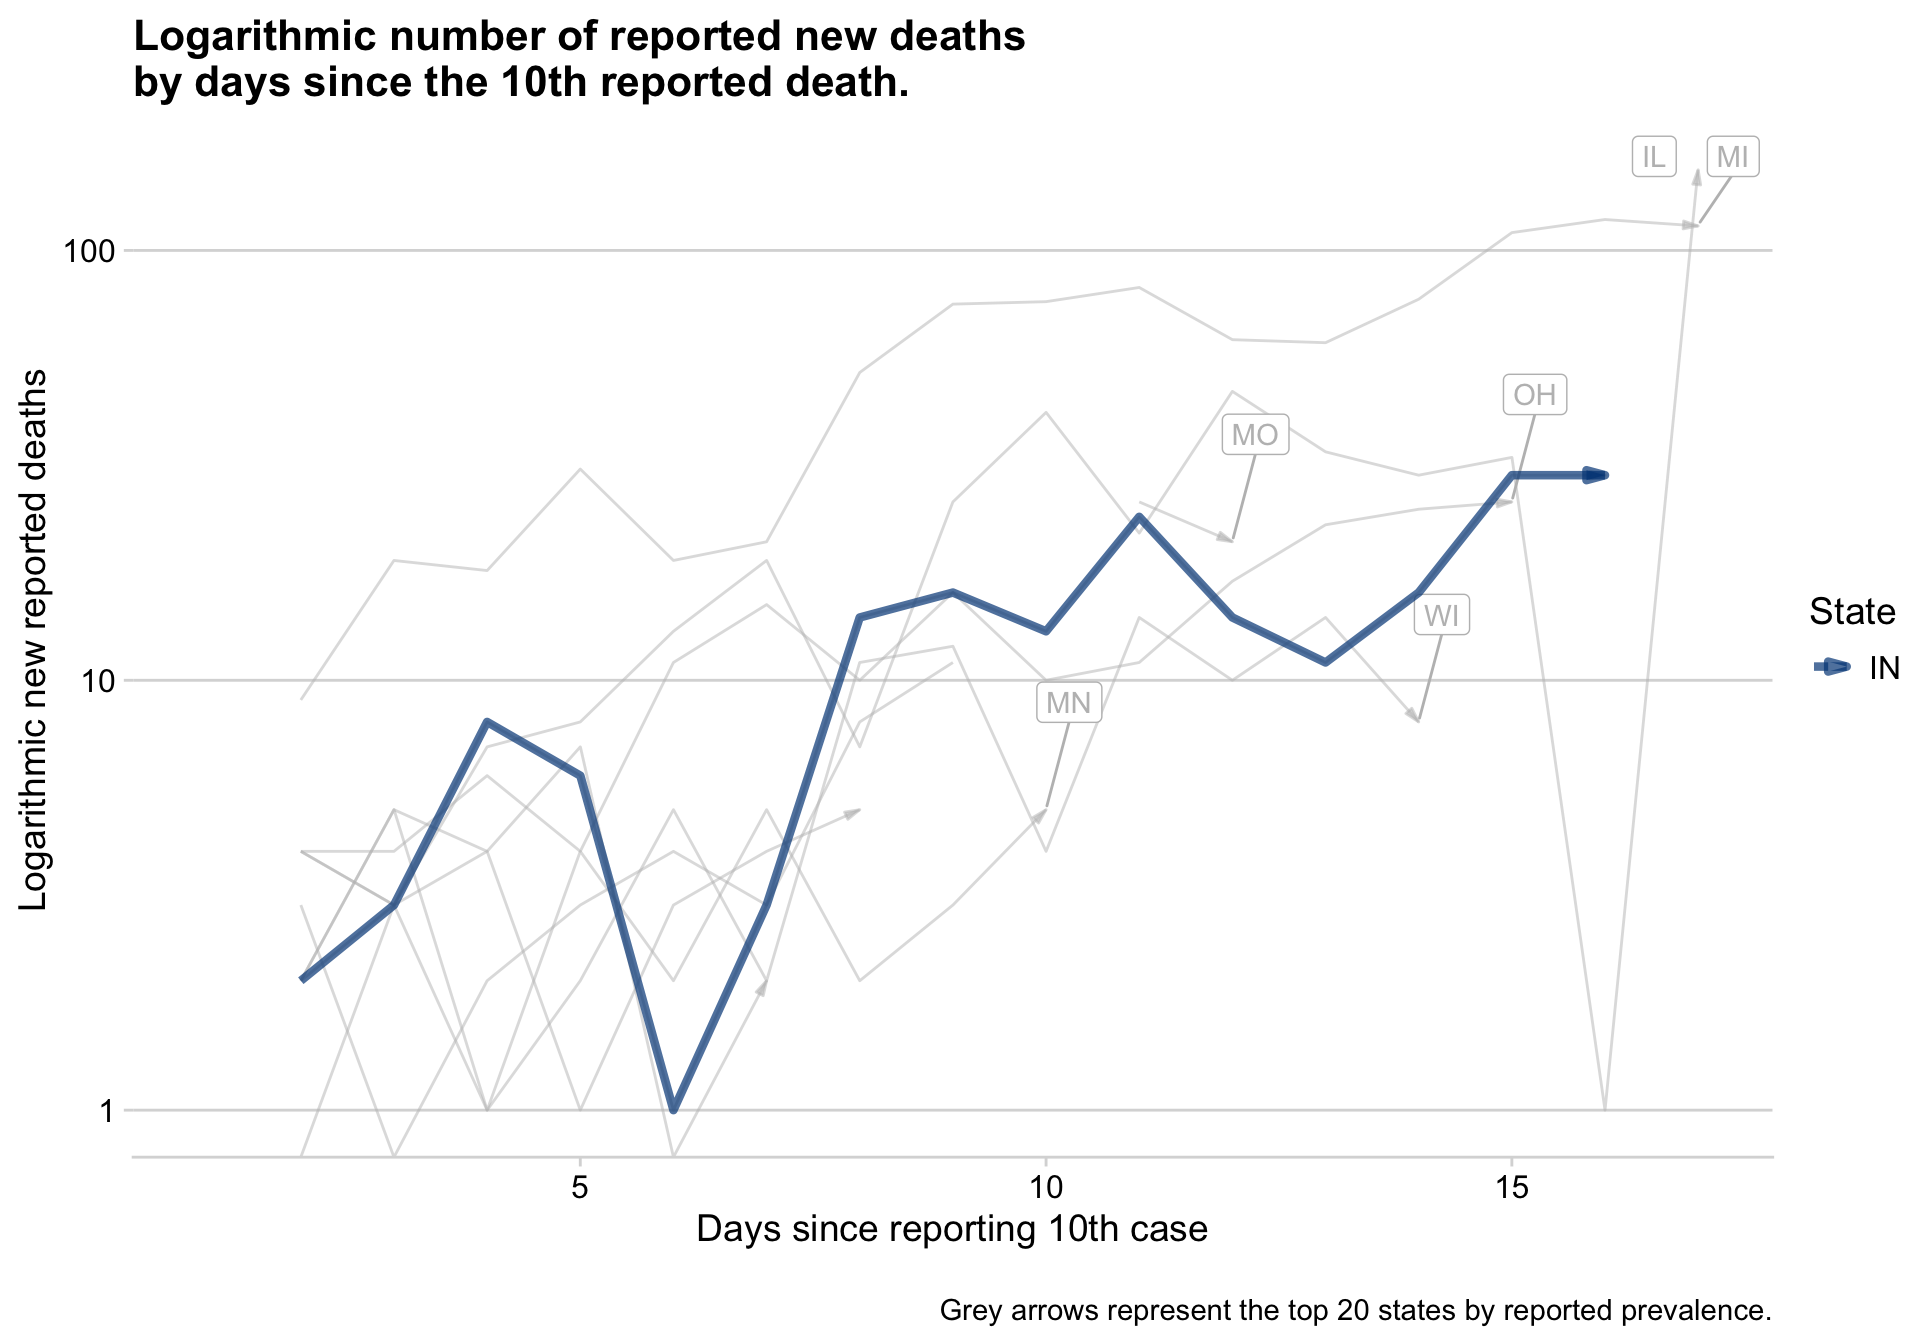 Logarithmic number of reported new deaths
by days since the 10th reported death.
IL
MI
100
OH
MO
WI
MN
10
1
Logarithmic new reported deaths
State
IN
5
10
15
Days since reporting 10th case
Grey arrows represent the top 20 states by reported prevalence.